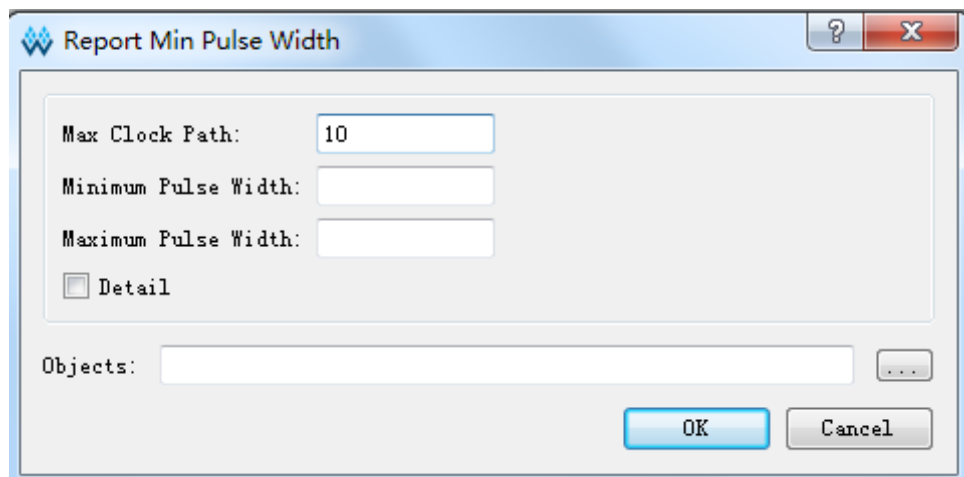 Report Min Pulse Width
?
Max Clock Path: 10
Minimum Pulse Width:
Maximum Pulse Width:
Detail
Objects: ...
OK Cancel